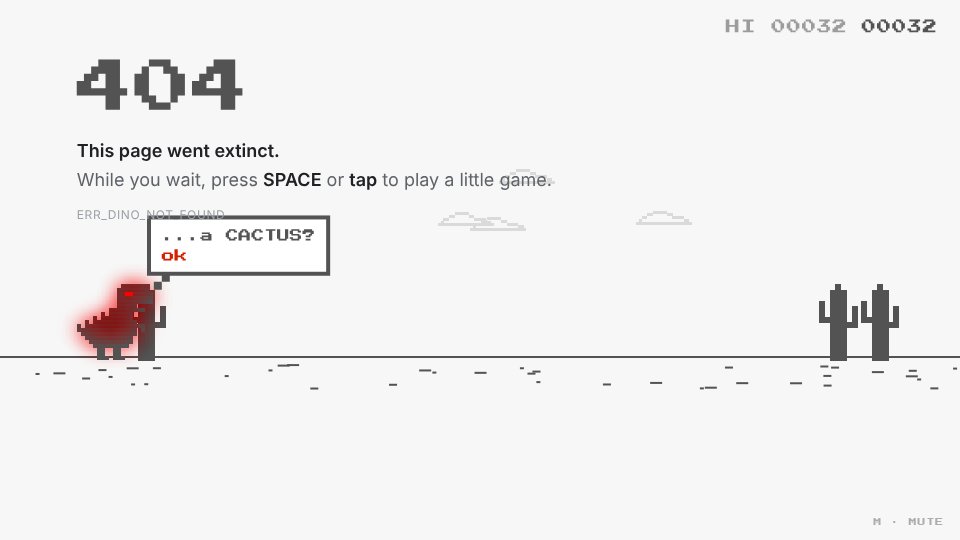 HI 00032 00032
404
This page went extinct.
While you wait, press SPACE or tap to play a little game.
ERR_DINO_NOT_FOUND
...a CACTUS?
ok
M · MUTE